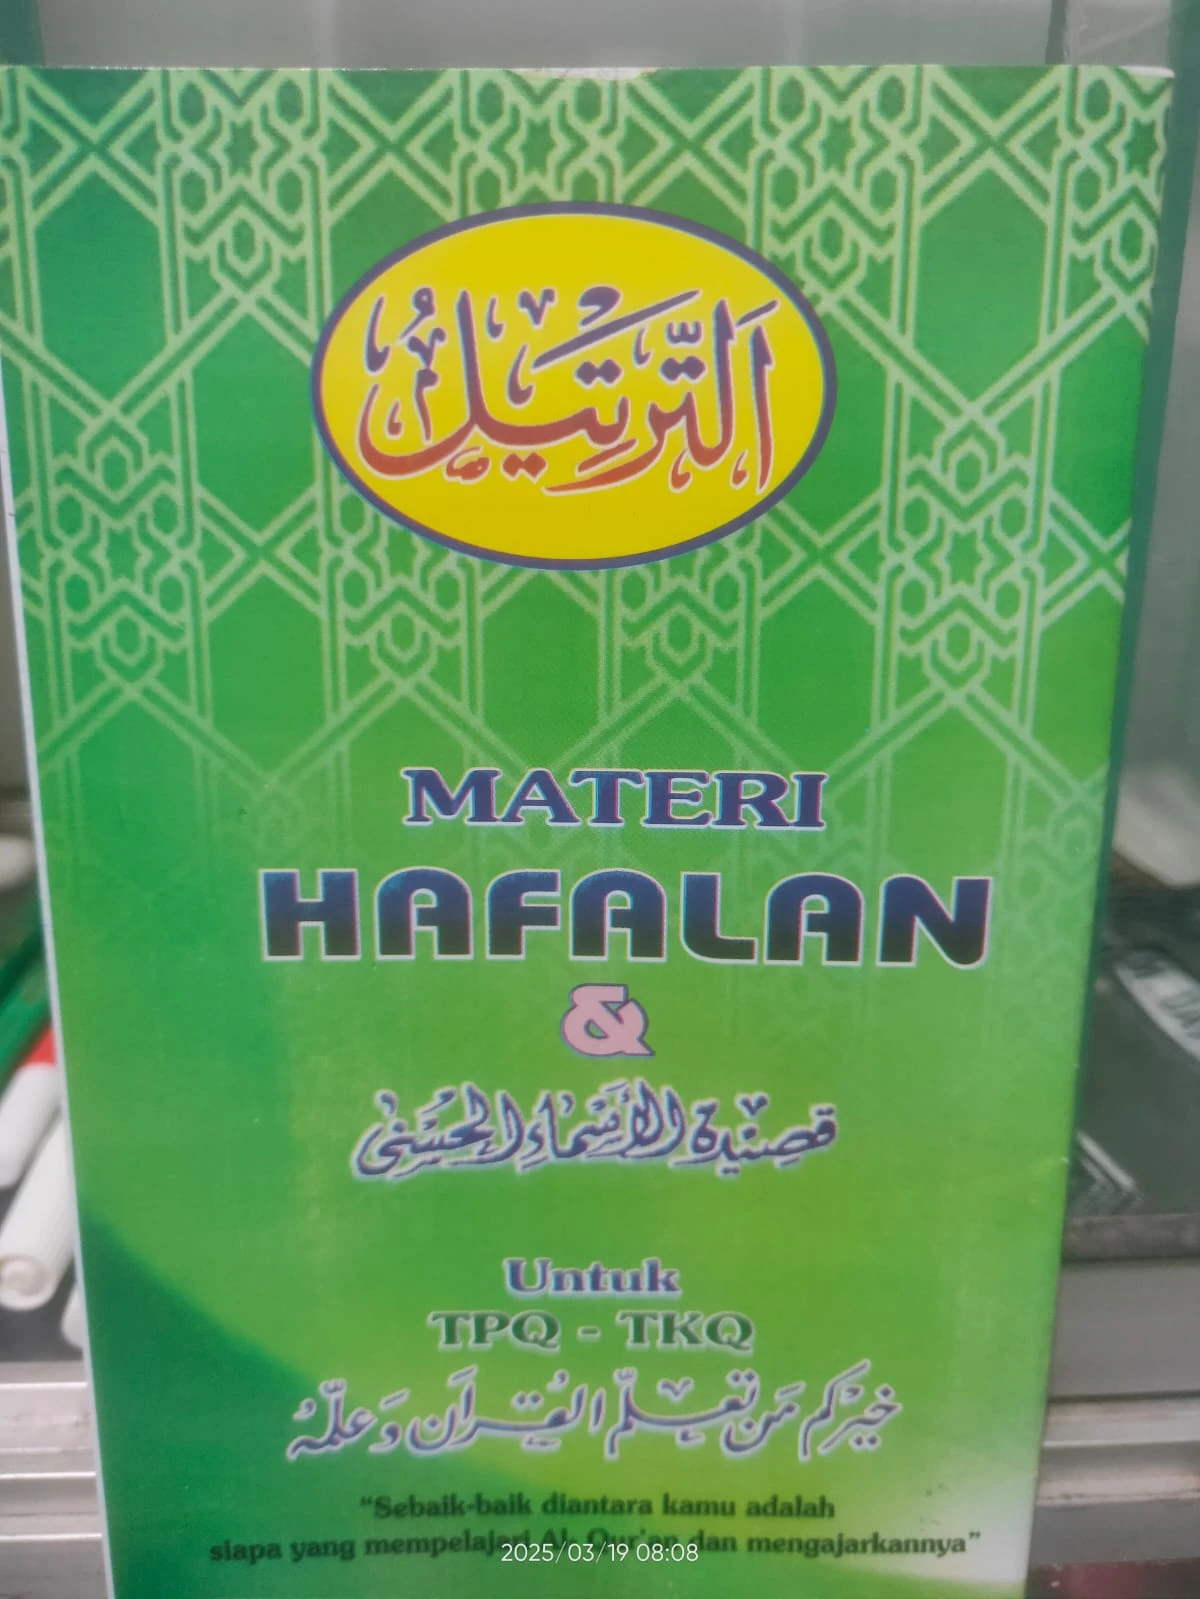 اَلتَّرْتِيْلُ
MATERI
HAFALAN
&
قصيدة الأسماء الحسنى
Untuk
TPQ - TKQ
خيركم من تعلم القرآن وعلمه
“Sebaik-baik diantara kamu adalah
siapa yang mempelajari Al-Qur'an dan mengajarkannya”
2025/03/19 08:08